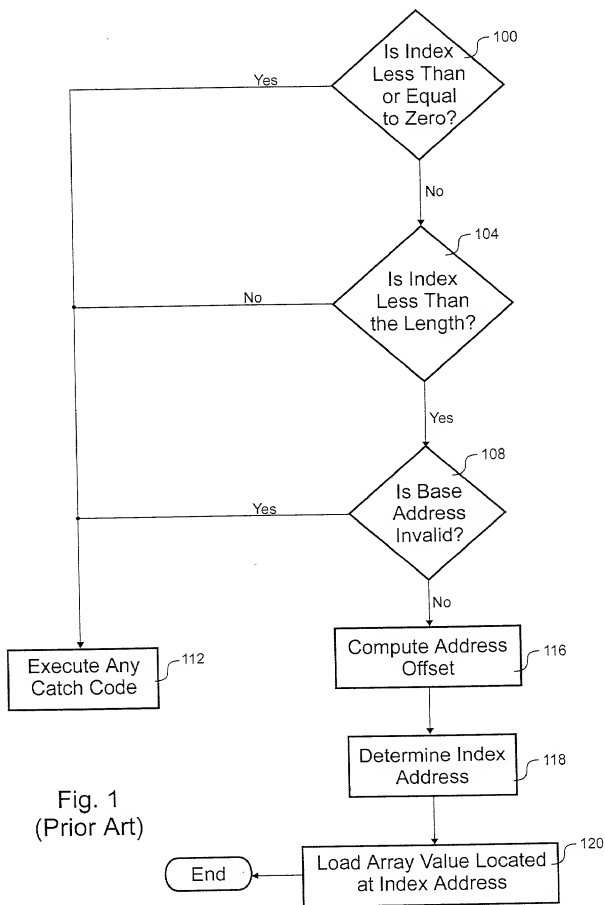 Is Index
Less Than
or Equal
to Zero?
100
Yes
No
Is Index
Less Than
the Length?
104
No
Yes
Is Base
Address
Invalid?
108
Yes
No
Execute Any
Catch Code
112
Compute Address
Offset
116
Determine Index
Address
118
Fig. 1
(Prior Art)
Load Array Value Located
at Index Address
120
End